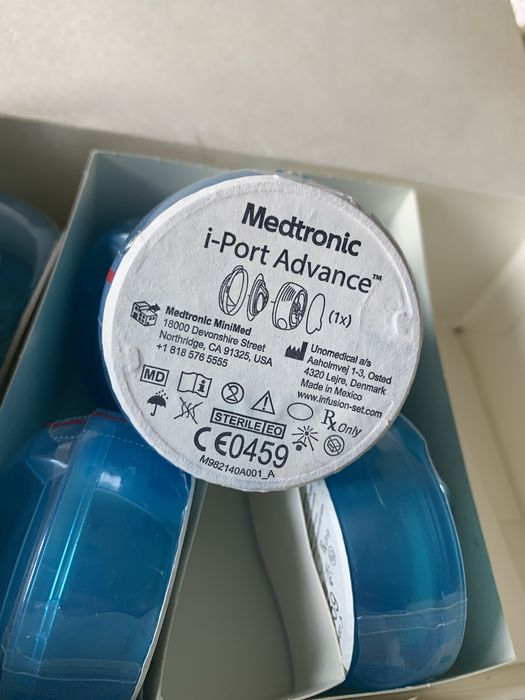 Medtronic
i-Port Advance™
(1x)
Medtronic MiniMed
18000 Devonshire Street
Northridge, CA 91325, USA
+1 818 576 5555
Unomedical a/s
Aaholmvej 1-3, Osted
4320 Lejre, Denmark
Made in Mexico
www.infusion-set.com
MD
2
Rx Only
STERILE EO
CE0459
M982140A001_A